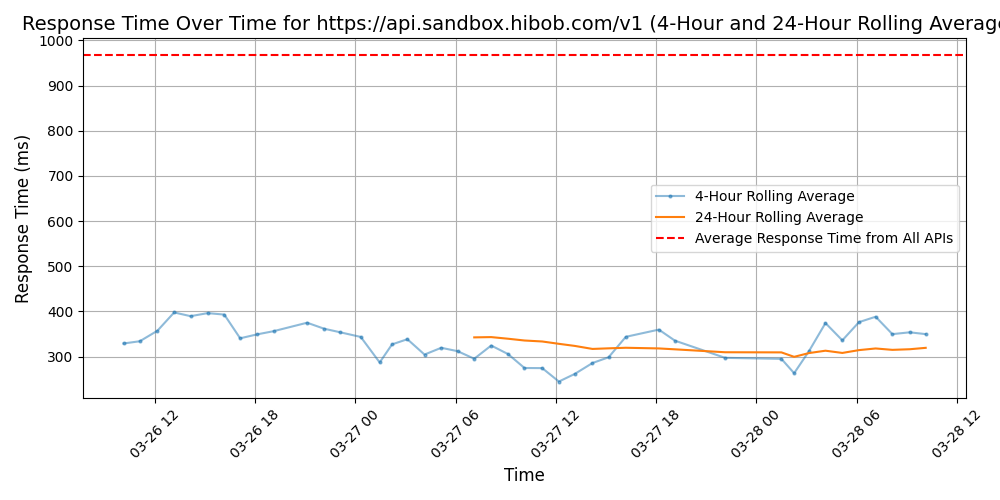 Response Time Over Time for https://api.sandbox.hibob.com/v1 (4-Hour and 24-Hour Rolling Average
1000
900
800
700
600
500
400
300
Response Time (ms)
4-Hour Rolling Average
24-Hour Rolling Average
Average Response Time from All APIs
03-26 12
03-26 18
03-27 00
03-27 06
03-27 12
03-27 18
03-28 00
03-28 06
03-28 12
Time